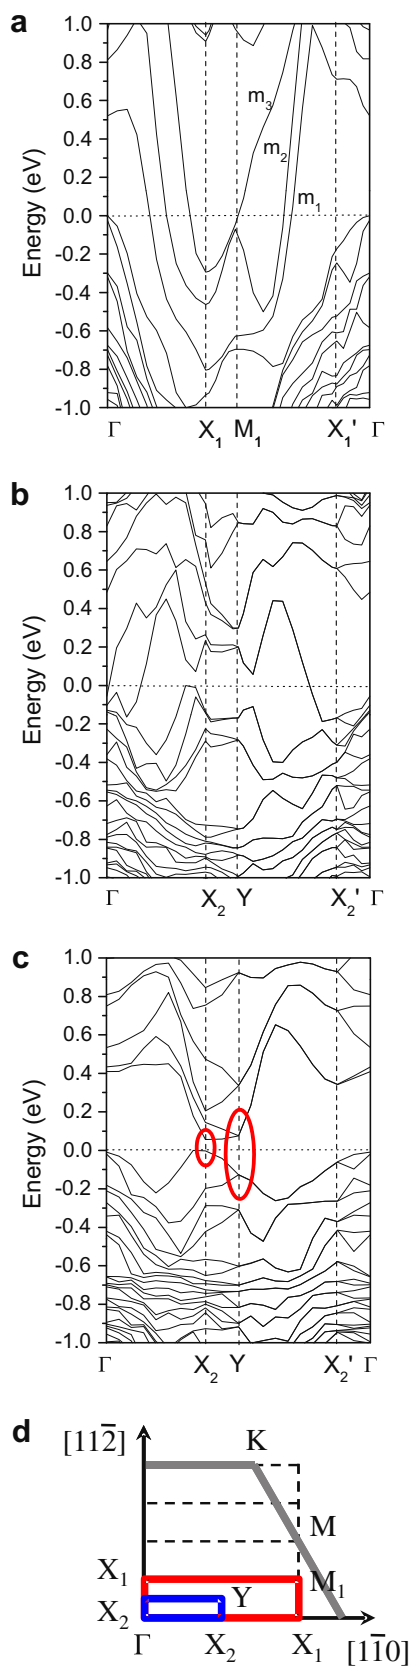 a
1.0
0.8
0.6
0.4
0.2
0.0
-0.2
-0.4
-0.6
-0.8
-1.0
Energy (eV)
m₃
m₂
m₁
Γ X₁ M₁ X₁' Γ
b
1.0
0.8
0.6
0.4
0.2
0.0
-0.2
-0.4
-0.6
-0.8
-1.0
Energy (eV)
Γ X₂ Y X₂' Γ
c
1.0
0.8
0.6
0.4
0.2
0.0
-0.2
-0.4
-0.6
-0.8
-1.0
Energy (eV)
Γ X₂ Y X₂' Γ
d
[112̅]
K
M
X₁
Y
M₁
X₂
Γ X₂ X₁ [11̅0]